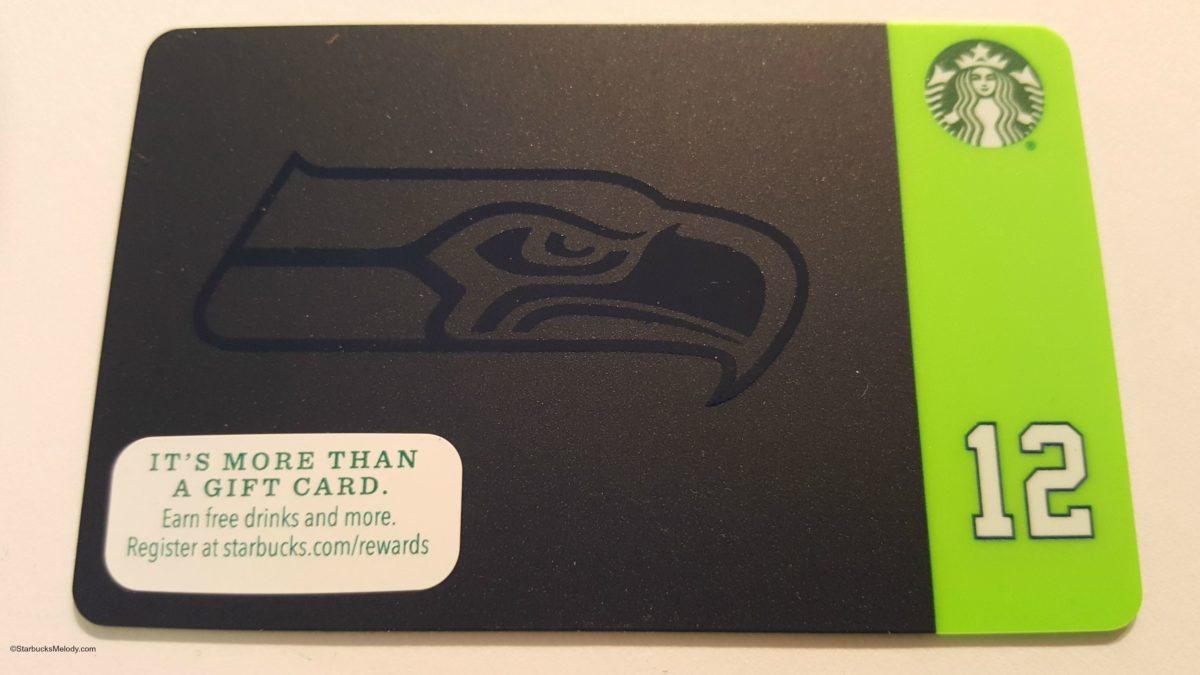 IT'S MORE THAN
A GIFT CARD.
Earn free drinks and more.
Register at starbucks.com/rewards
12
®
©StarbucksMelody.com